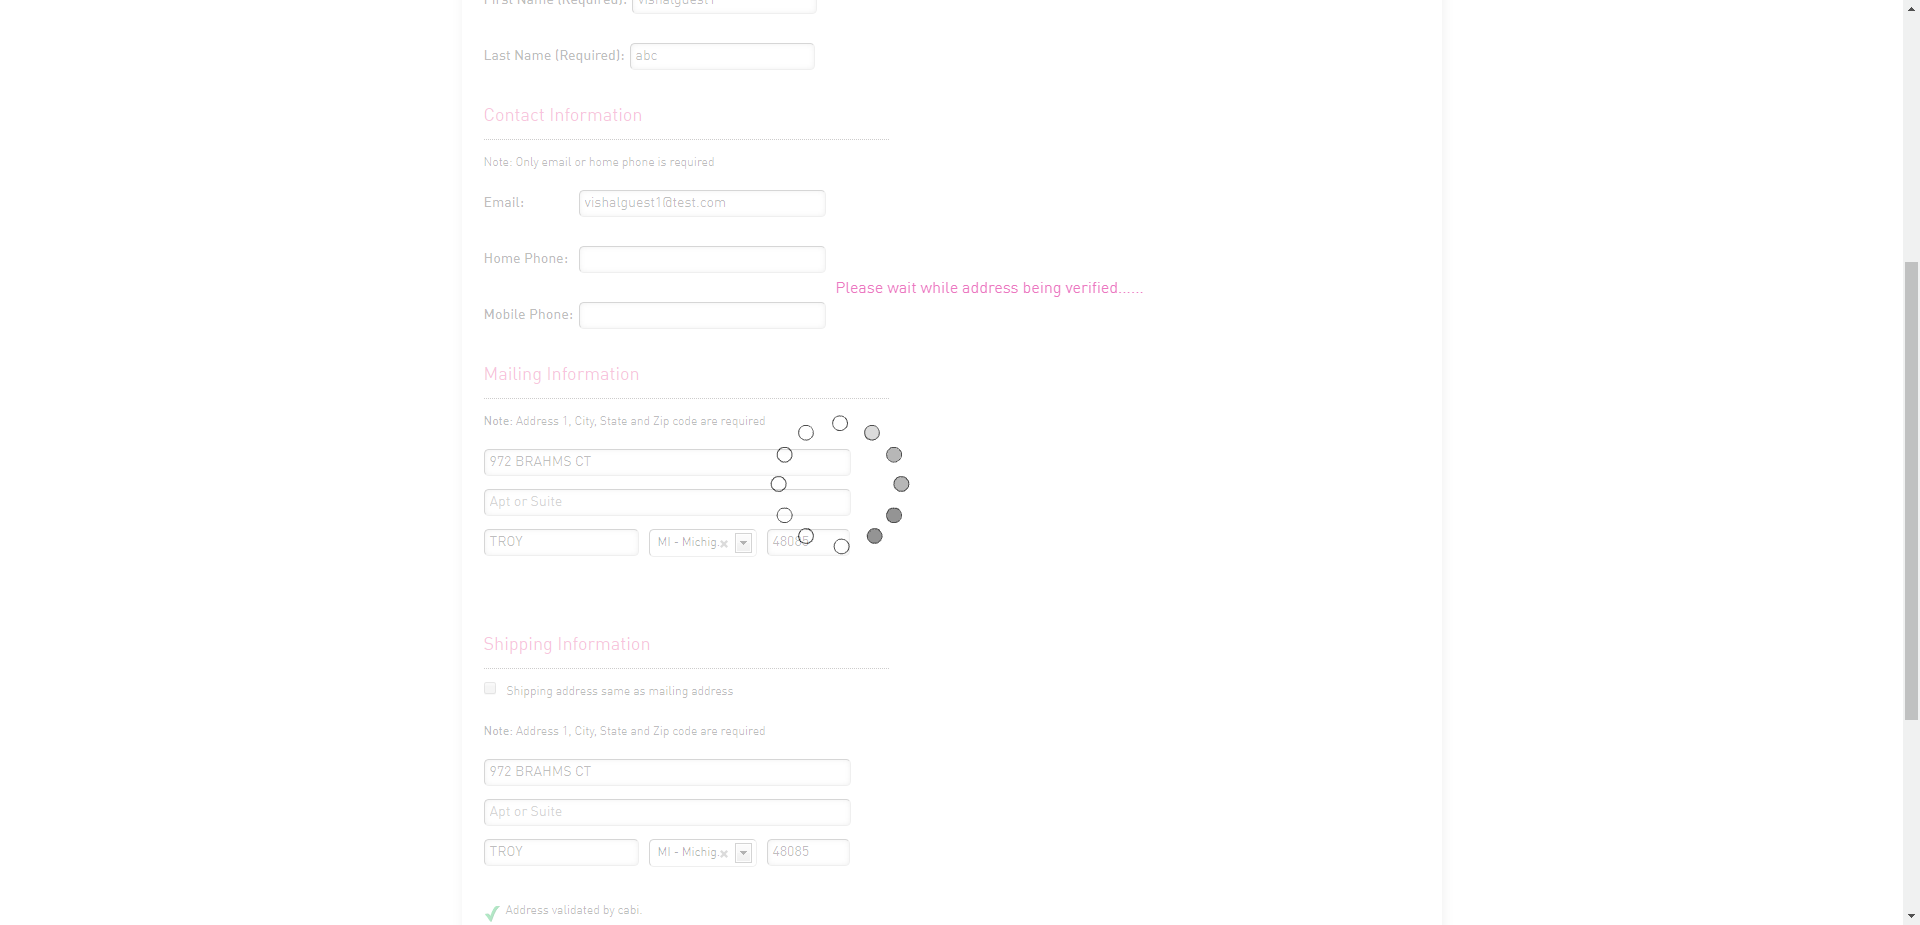 First Name (Required): vishalguest1
Last Name (Required): abc
Contact Information
Note: Only email or home phone is required
Email: vishalguest1@test.com
Home Phone:
Please wait while address being verified......
Mobile Phone:
Mailing Information
Note: Address 1, City, State and Zip code are required
972 BRAHMS CT
Apt or Suite
TROY MI - Michig. 48085
Shipping Information
Shipping address same as mailing address
Note: Address 1, City, State and Zip code are required
972 BRAHMS CT
Apt or Suite
TROY MI - Michig. 48085
Address validated by cabi.